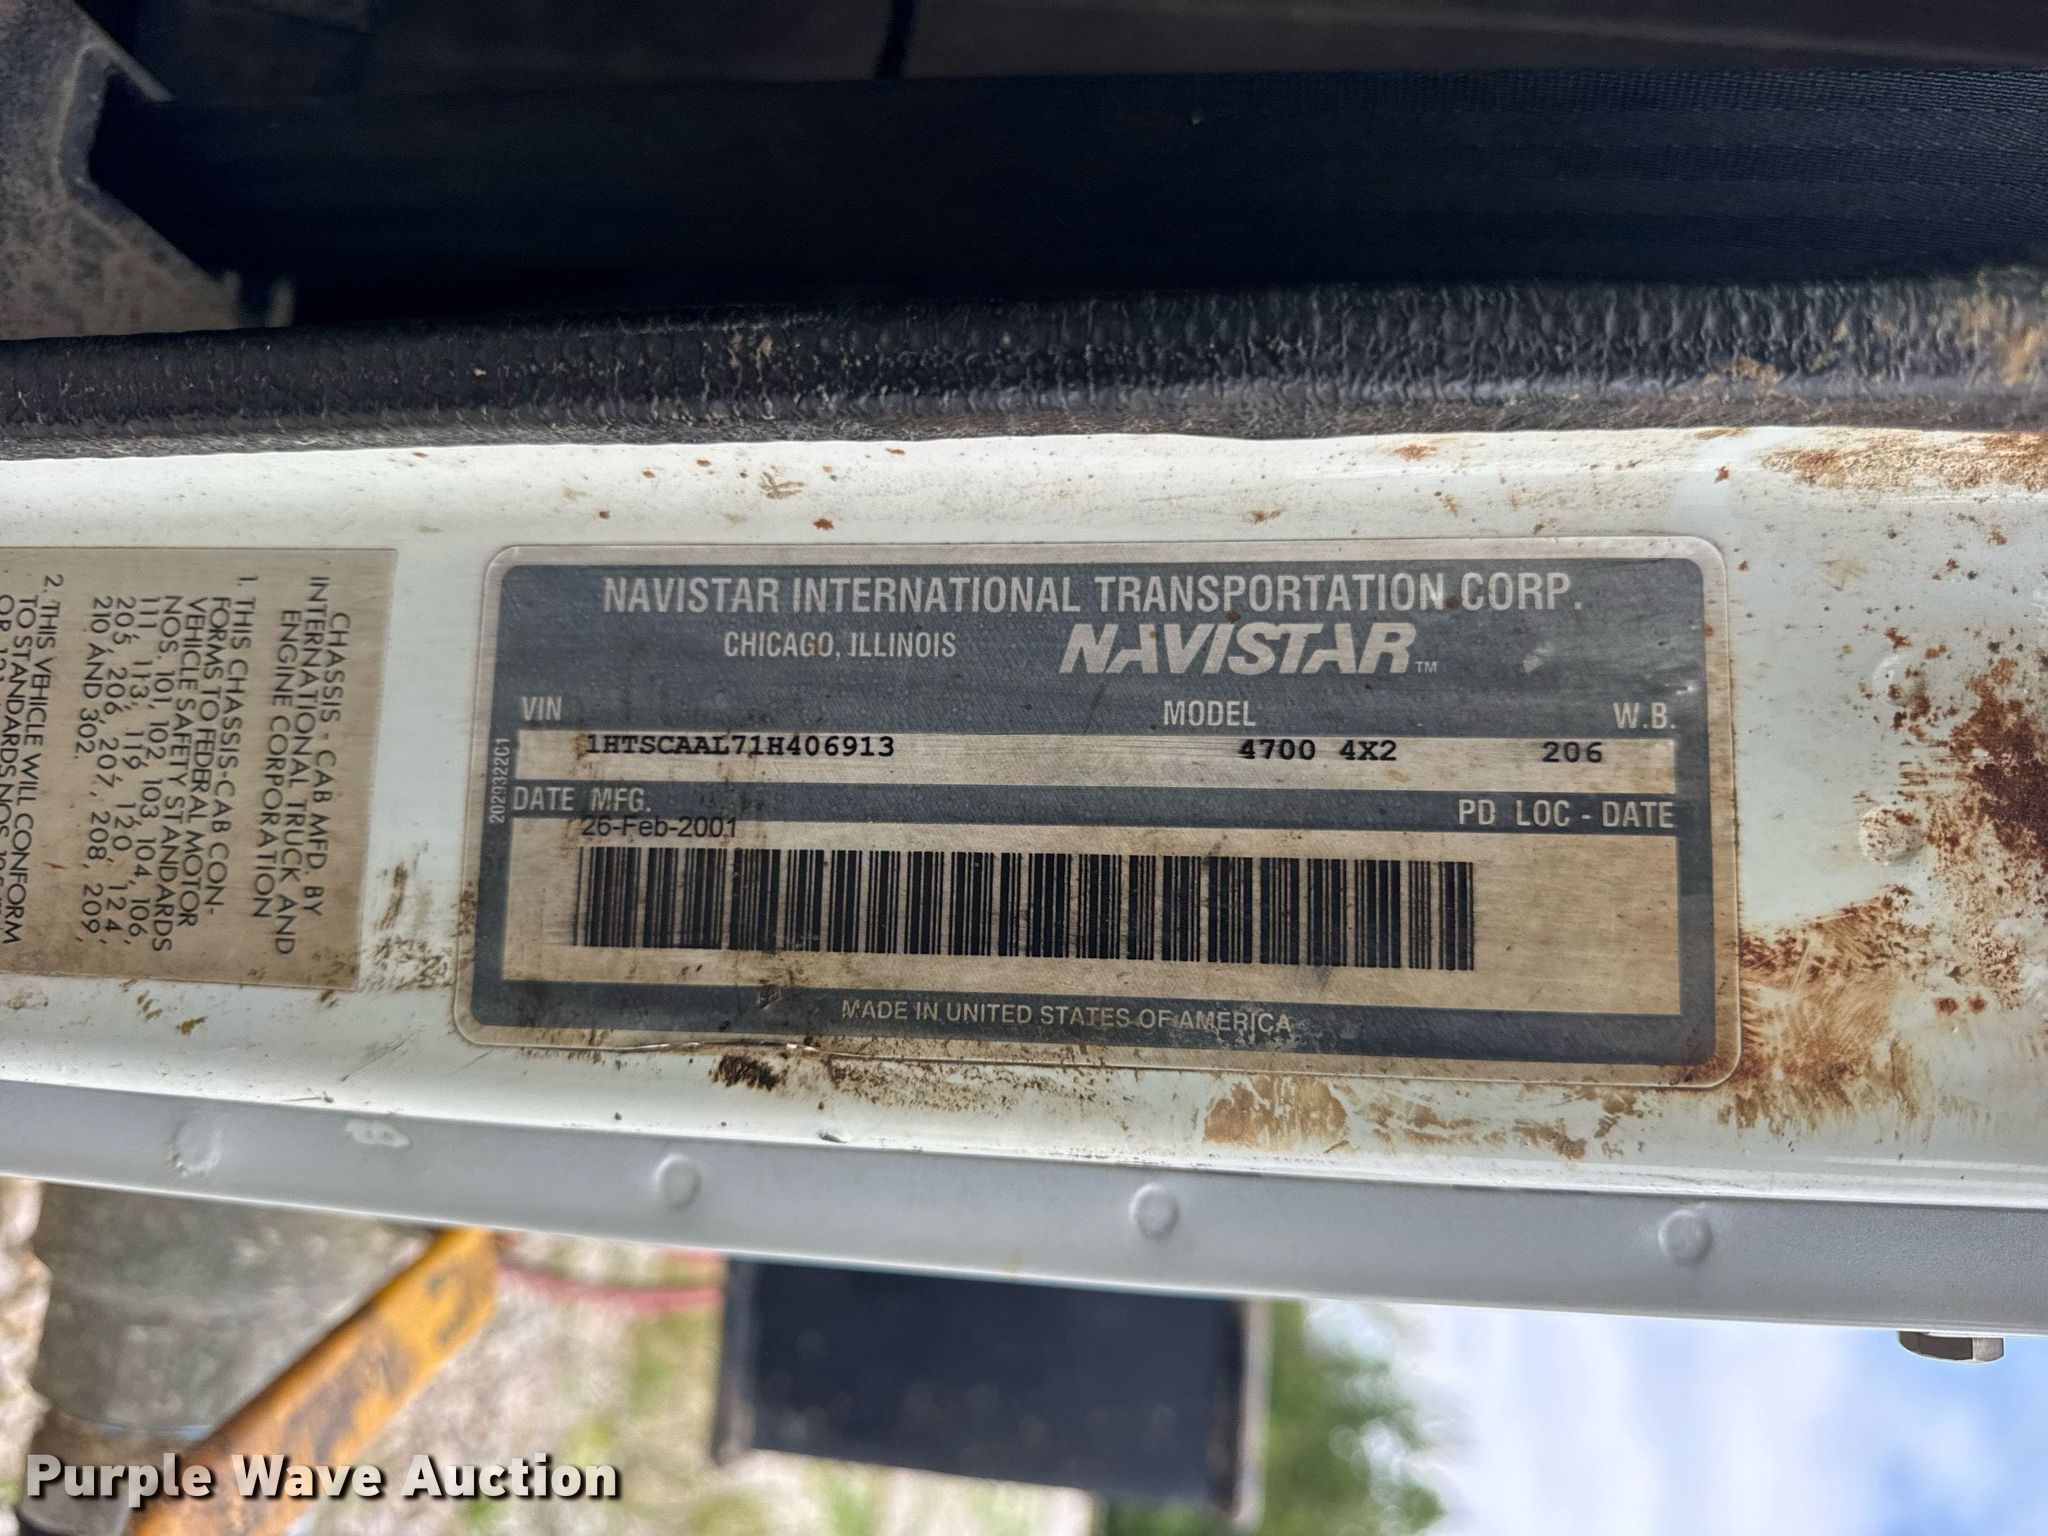 NAVISTAR INTERNATIONAL TRANSPORTATION CORP.
CHICAGO, ILLINOIS NAVISTAR™
VIN MODEL W.B.
1HTSCAAL71H406913 4700 4X2 206
DATE MFG. PD LOC - DATE
26-Feb-2001
MADE IN UNITED STATES OF AMERICA
2029322C1
CHASSIS - CAB MFD. BY
INTERNATIONAL TRUCK AND
ENGINE CORPORATION
1. THIS CHASSIS-CAB CON-
FORMS TO FEDERAL MOTOR
VEHICLE SAFETY STANDARDS
NOS. 101, 102, 103, 104, 106,
111, 113, 119, 120, 124,
205, 206, 207, 208, 209,
210 AND 302.
2. THIS VEHICLE WILL CONFORM
TO STANDARDS NOS. 105
Purple Wave Auction